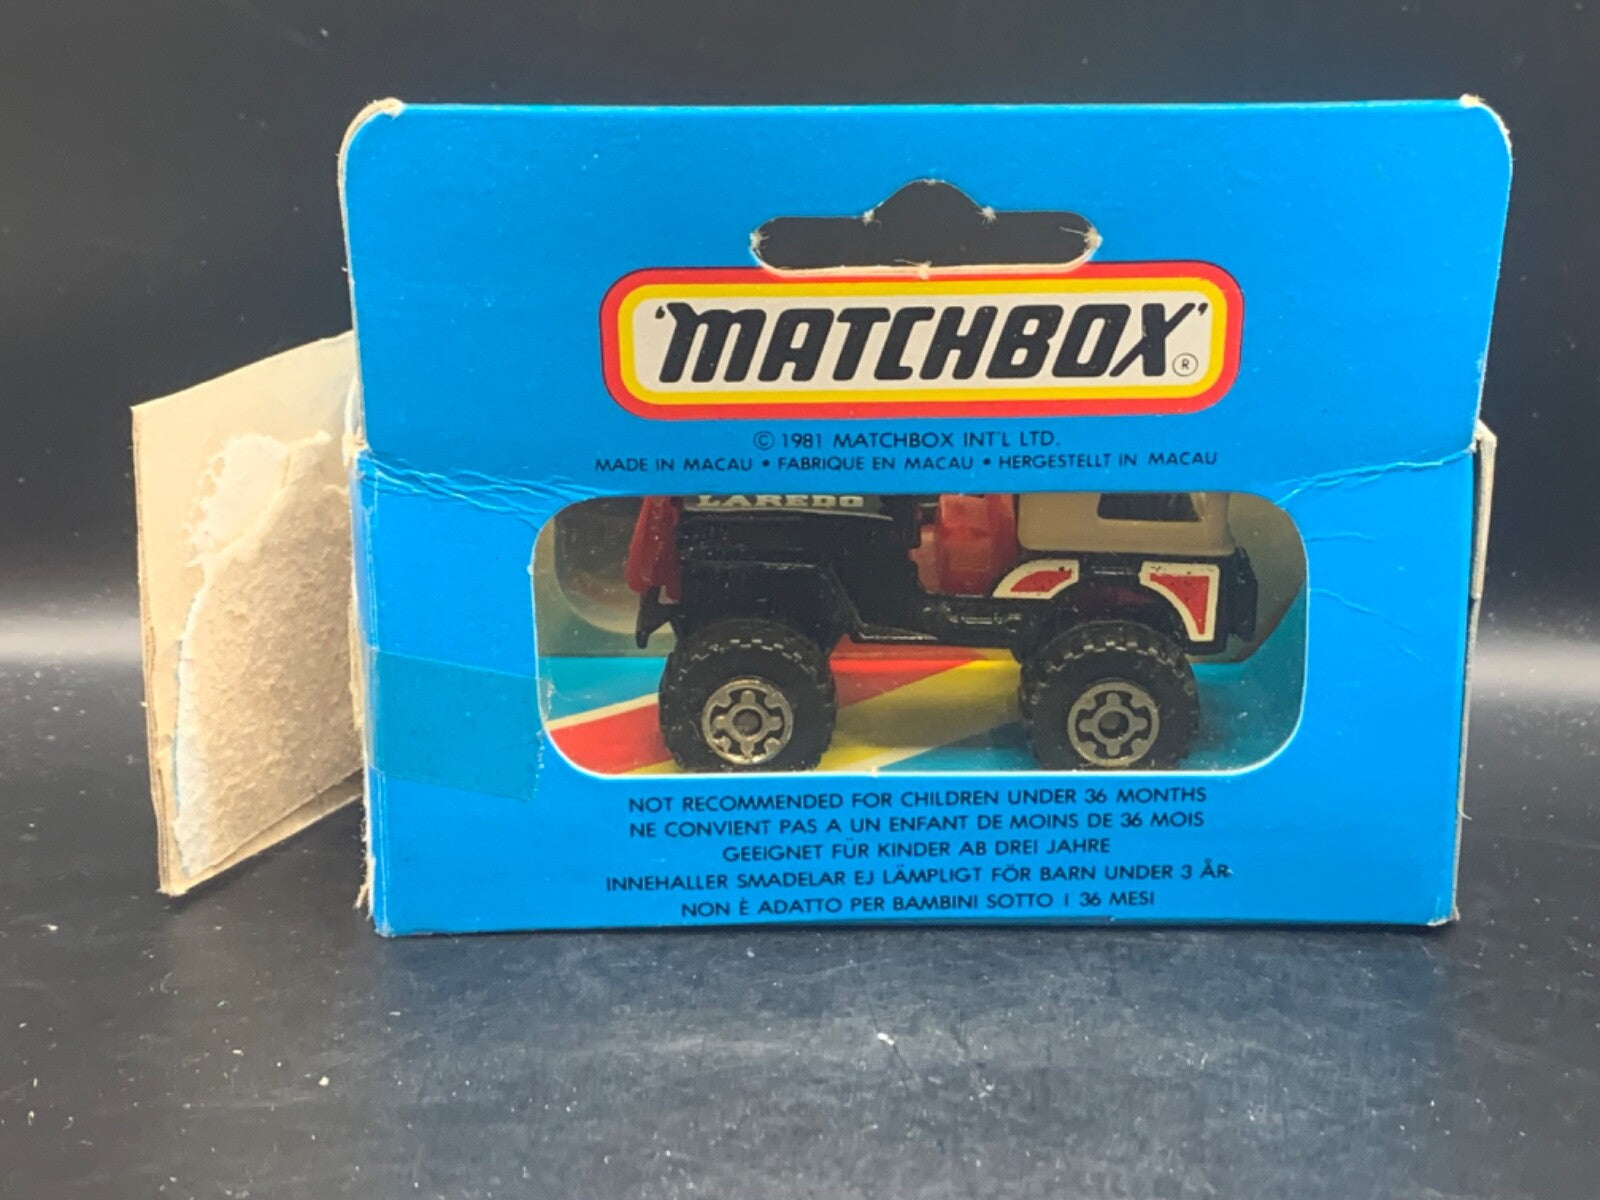 'MATCHBOX'®
© 1981 MATCHBOX INT'L LTD.
MADE IN MACAU • FABRIQUE EN MACAU • HERGESTELLT IN MACAU
LAREDO
NOT RECOMMENDED FOR CHILDREN UNDER 36 MONTHS
NE CONVIENT PAS A UN ENFANT DE MOINS DE 36 MOIS
GEEIGNET FÜR KINDER AB DREI JAHRE
INNEHALLER SMADELAR EJ LÄMPLIGT FÖR BARN UNDER 3 ÅR
NON È ADATTO PER BAMBINI SOTTO I 36 MESI